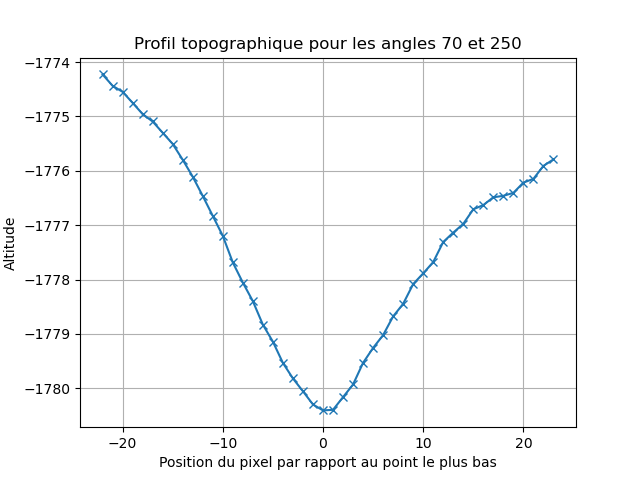 Profil topographique pour les angles 70 et 250
−1774
−1775
−1776
−1777
−1778
−1779
−1780
Altitude
−20 −10 0 10 20
Position du pixel par rapport au point le plus bas